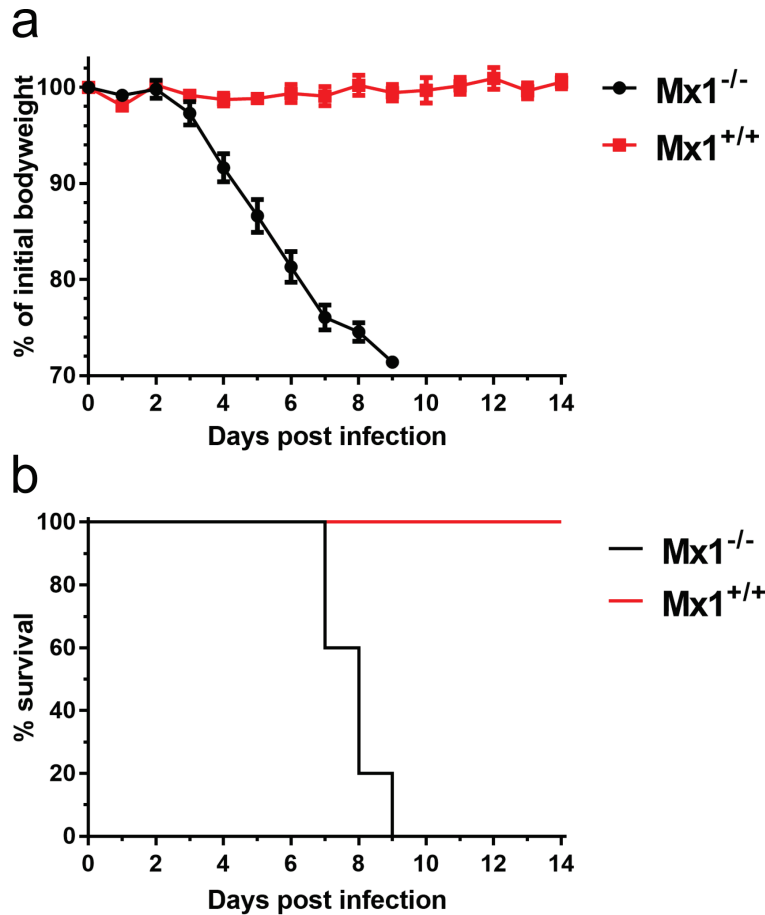 a
100
90
80
70
% of initial bodyweight
0 2 4 6 8 10 12 14
Days post infection
Mx1-/-
Mx1+/+
b
100
80
60
40
20
0
% survival
0 2 4 6 8 10 12 14
Days post infection
Mx1-/-
Mx1+/+